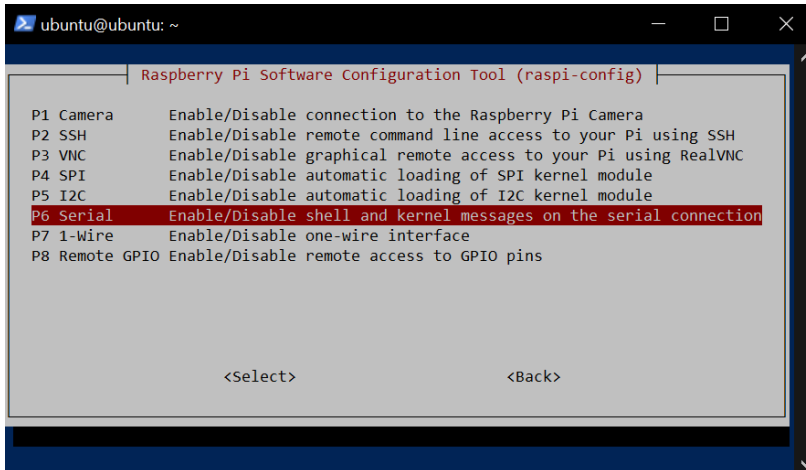 ubuntu@ubuntu: ~
Raspberry Pi Software Configuration Tool (raspi-config)
P1 Camera Enable/Disable connection to the Raspberry Pi Camera
P2 SSH Enable/Disable remote command line access to your Pi using SSH
P3 VNC Enable/Disable graphical remote access to your Pi using RealVNC
P4 SPI Enable/Disable automatic loading of SPI kernel module
P5 I2C Enable/Disable automatic loading of I2C kernel module
P6 Serial Enable/Disable shell and kernel messages on the serial connection
P7 1-Wire Enable/Disable one-wire interface
P8 Remote GPIO Enable/Disable remote access to GPIO pins
<Select> <Back>